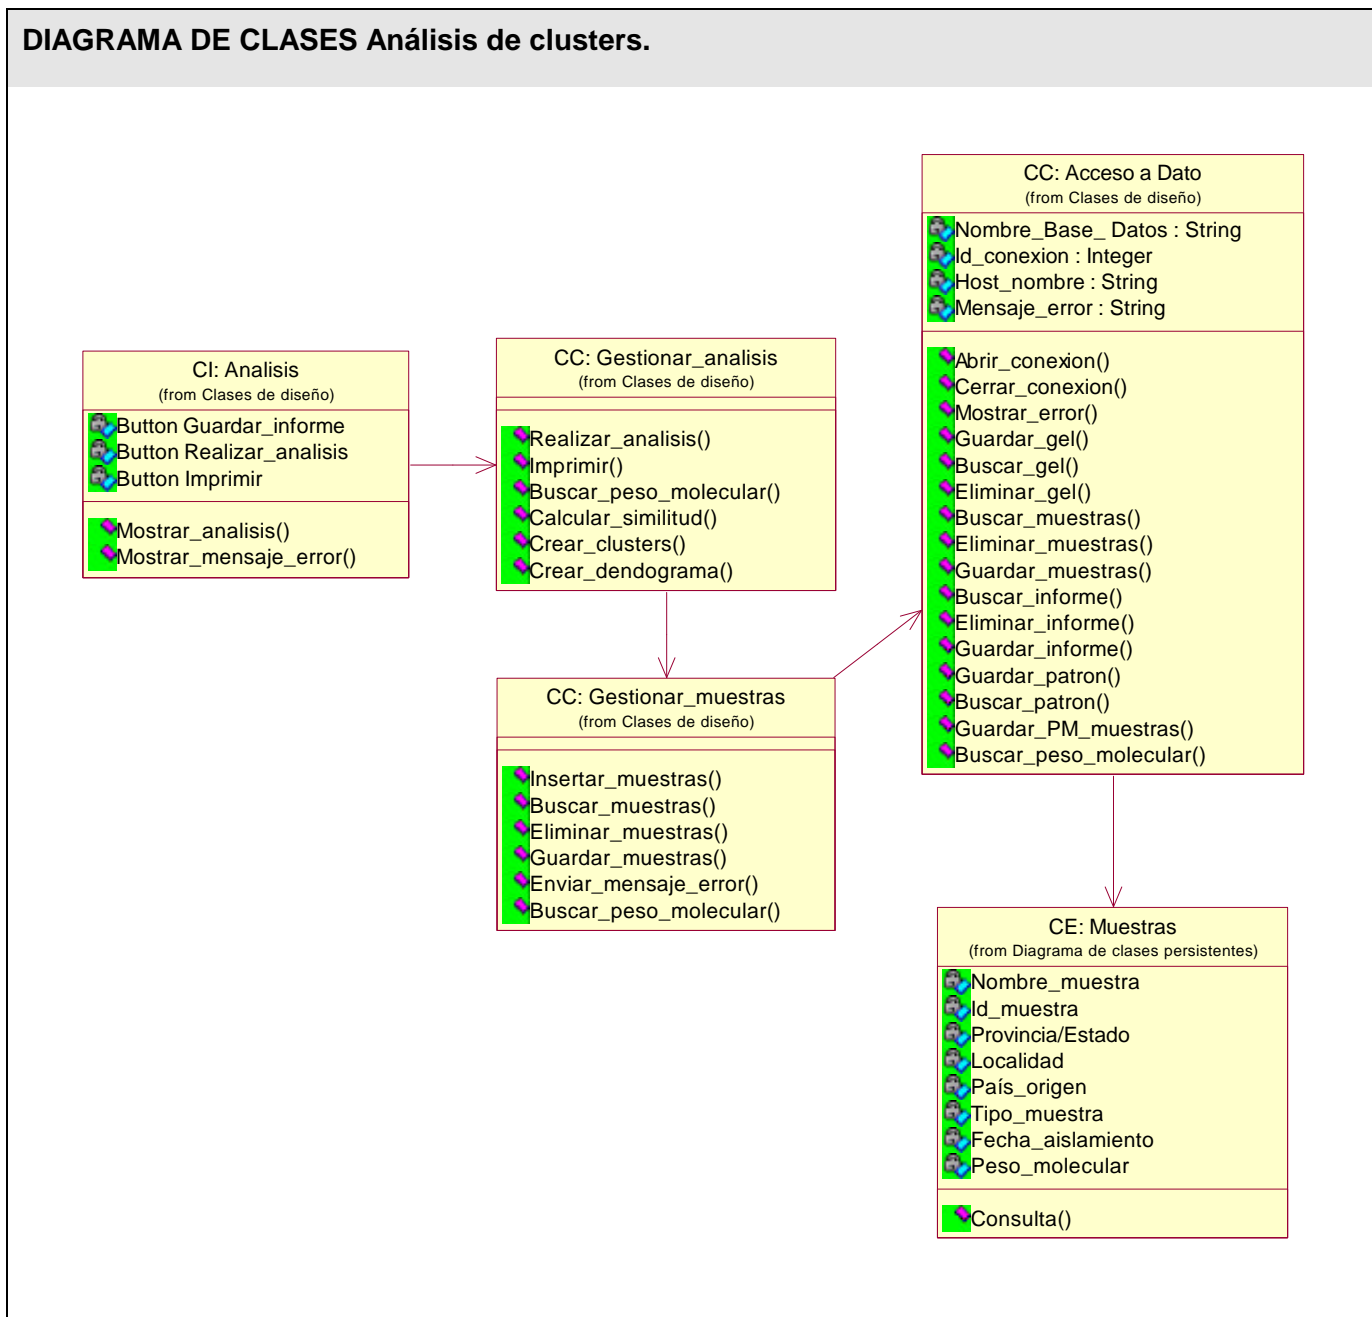 DIAGRAMA DE CLASES Análisis de clusters.
CI: Analisis
(from Clases de diseño)
Button Guardar_informe
Button Realizar_analisis
Button Imprimir
Mostrar_analisis()
Mostrar_mensaje_error()
CC: Gestionar_analisis
(from Clases de diseño)
Realizar_analisis()
Imprimir()
Buscar_peso_molecular()
Calcular_similitud()
Crear_clusters()
Crear_dendograma()
CC: Gestionar_muestras
(from Clases de diseño)
Insertar_muestras()
Buscar_muestras()
Eliminar_muestras()
Guardar_muestras()
Enviar_mensaje_error()
Buscar_peso_molecular()
CC: Acceso a Dato
(from Clases de diseño)
Nombre_Base_ Datos : String
Id_conexion : Integer
Host_nombre : String
Mensaje_error : String
Abrir_conexion()
Cerrar_conexion()
Mostrar_error()
Guardar_gel()
Buscar_gel()
Eliminar_gel()
Buscar_muestras()
Eliminar_muestras()
Guardar_muestras()
Buscar_informe()
Eliminar_informe()
Guardar_informe()
Guardar_patron()
Buscar_patron()
Guardar_PM_muestras()
Buscar_peso_molecular()
CE: Muestras
(from Diagrama de clases persistentes)
Nombre_muestra
Id_muestra
Provincia/Estado
Localidad
País_origen
Tipo_muestra
Fecha_aislamiento
Peso_molecular
Consulta()